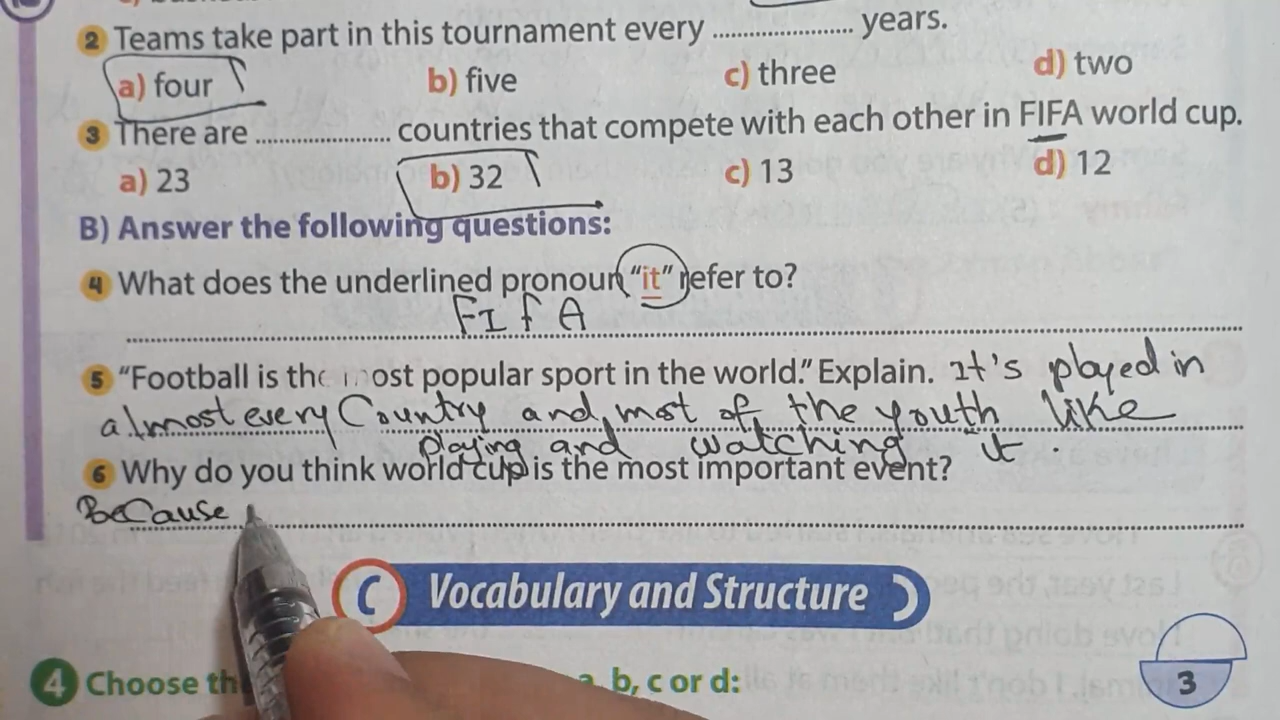 2 Teams take part in this tournament every .................... years.
a) four b) five c) three d) two
3 There are .................... countries that compete with each other in FIFA world cup.
a) 23 b) 32 c) 13 d) 12
B) Answer the following questions:
4 What does the underlined pronoun "it" refer to?
FIFA
5 "Football is the most popular sport in the world." Explain. It's played in
almost every Country and most of the youth like
playing and watching it.
6 Why do you think world cup is the most important event?
Because
C Vocabulary and Structure
4 Choose a, b, c or d:
3